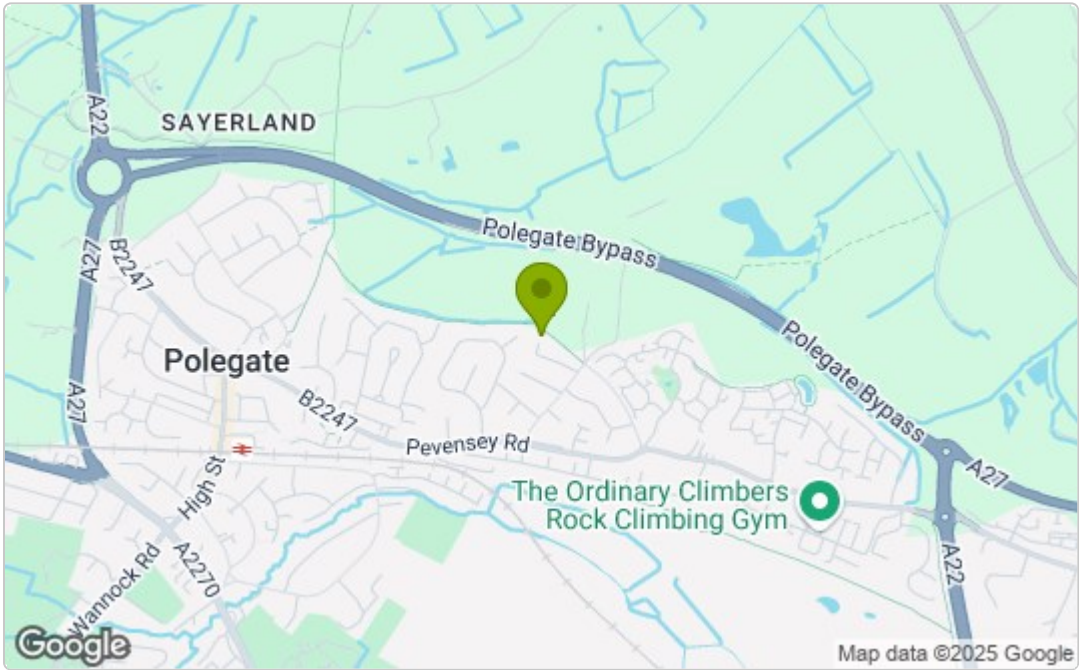 A22
SAYERLAND
Polegate Bypass
A27
B2247
Polegate
Polegate Bypass
A27
B2247
Pevensey Rd
A27
High St
The Ordinary Climbers
Rock Climbing Gym
A22
Wannock Rd
A2270
Google
Map data ©2025 Google